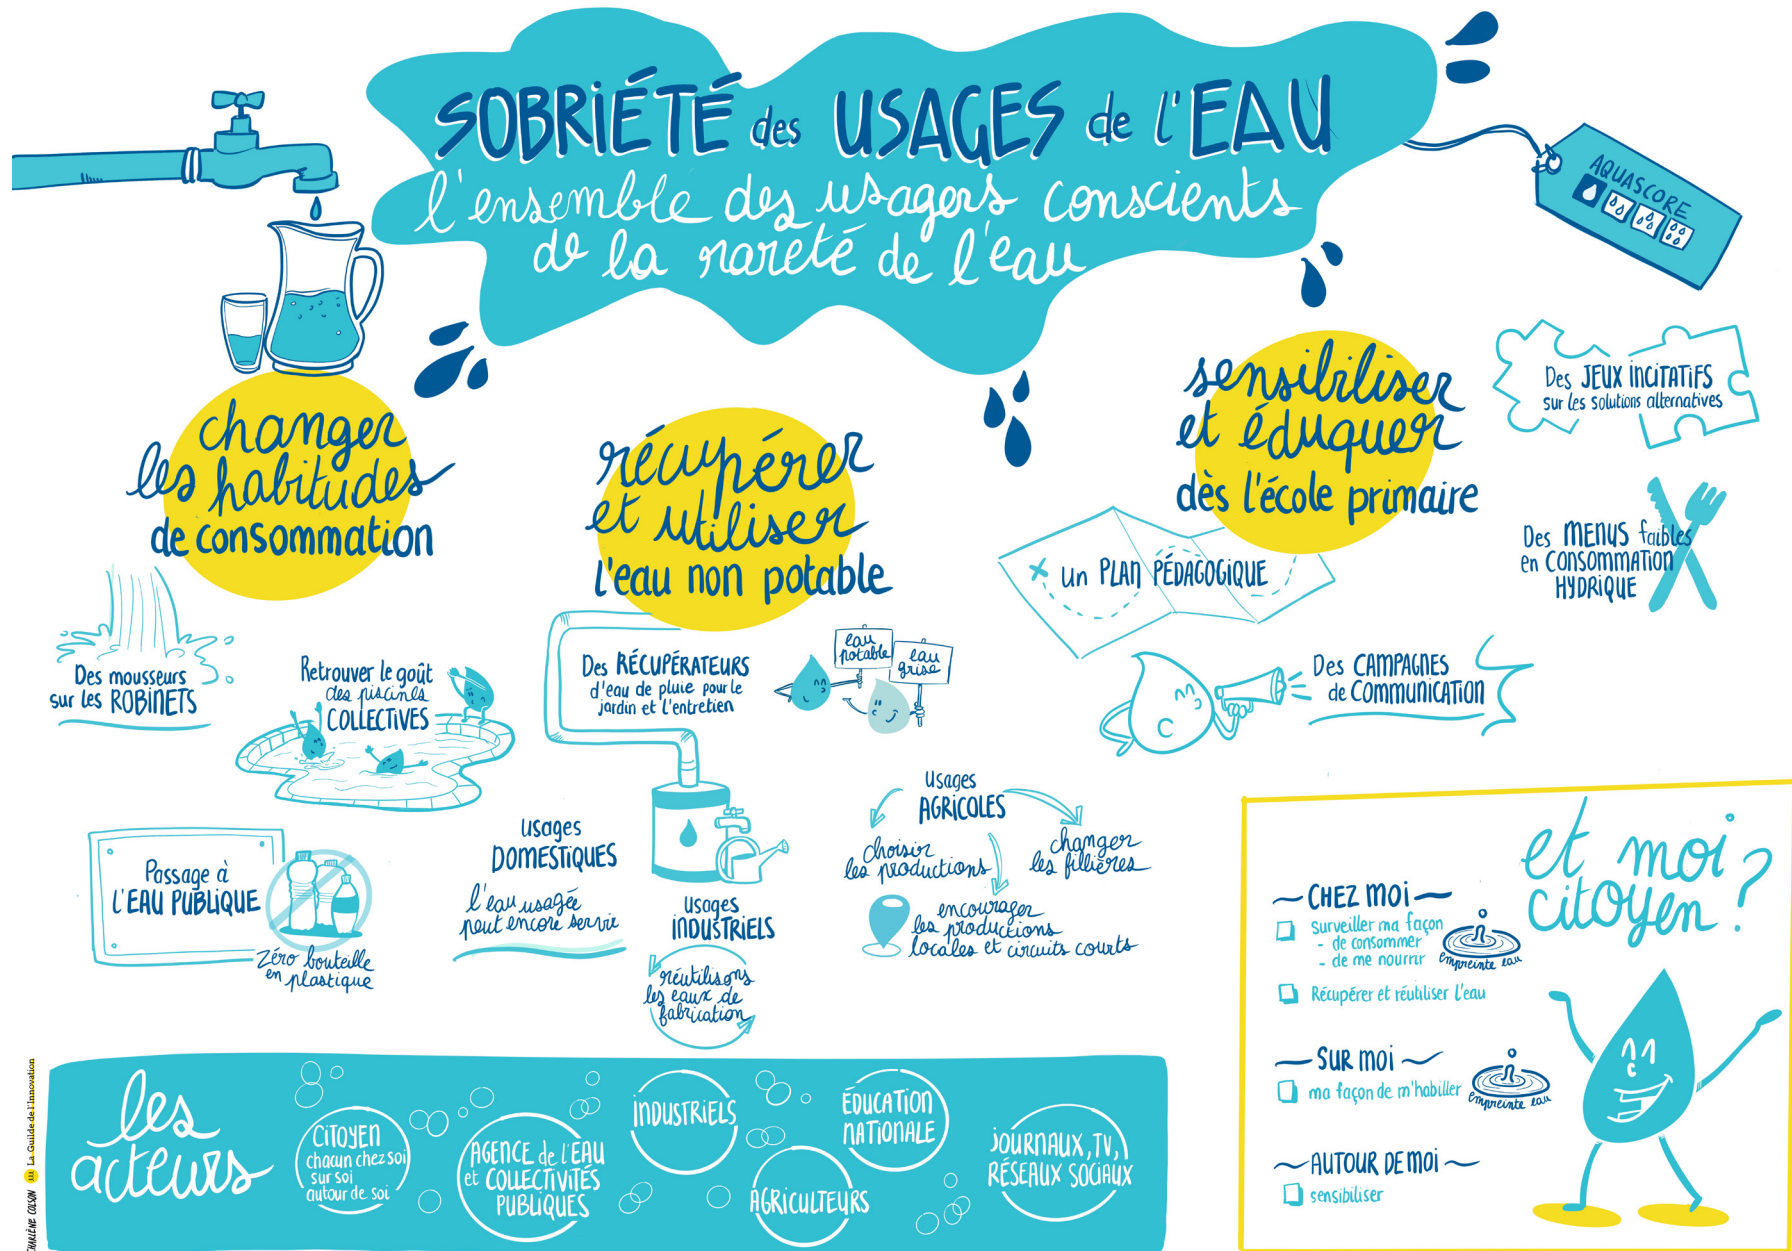 SOBRIÉTÉ des USAGES de l'EAU
l'ensemble des usagers conscients
de la rareté de l'eau
AQUASCORE
changer
les habitudes
de consommation
Des mousseurs
sur les ROBINETS
Retrouver le goût
des piscines
COLLECTIVES
Passage à
L'EAU PUBLIQUE
Zéro bouteille
en plastique
récupérer
et utiliser
l'eau non potable
Des RÉCUPÉRATEURS
d'eau de pluie pour le
jardin et l'entretien
eau
potable
eau
grise
Usages
DOMESTIQUES
l'eau usagée
peut encore servir
Usages
INDUSTRIELS
réutilisons
les eaux de
fabrication
Usages
AGRICOLES
choisir
les productions
encourager
les productions
locales et circuits courts
changer
les fillières
sensibiliser
et éduquer
dès l'école primaire
Des JEUX INCITATIFS
sur les solutions alternatives
Un PLAN PÉDAGOGIQUE
Des MENUS faibles
en CONSOMMATION
HYDRIQUE
Des CAMPAGNES
de COMMUNICATION
et moi
citoyen ?
CHEZ MOI
Surveiller ma façon
- de consommer
- de me nourrir
empreinte eau
Récupérer et réutiliser l'eau
SUR MOI
ma façon de m'habiller
empreinte eau
AUTOUR DE MOI
sensibiliser
les
acteurs
CITOYEN
chacun chez soi
sur soi
autour de soi
AGENCE de l'EAU
et COLLECTIVITÉS
PUBLIQUES
INDUSTRIELS
AGRICULTEURS
ÉDUCATION
NATIONALE
JOURNAUX, TV,
RÉSEAUX SOCIAUX
CHARLÈNE COLSON La Guilde de l'Innovation